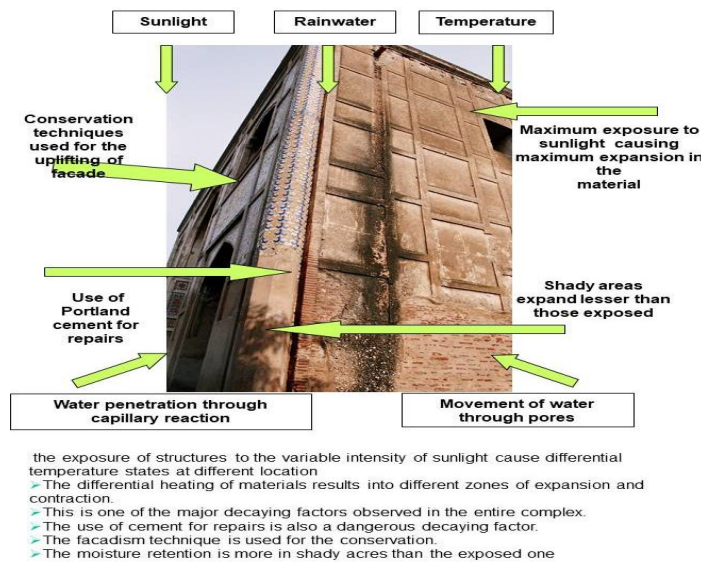 Sunlight
Rainwater
Temperature
Conservation
techniques
used for the
uplifting of
facade
Maximum exposure to
sunlight causing
maximum expansion in
the
material
Use of
Portland
cement for
repairs
Shady areas
expand lesser than
those exposed
Water penetration through
capillary reaction
Movement of water
through pores
the exposure of structures to the variable intensity of sunlight cause differential
temperature states at different location
➢The differential heating of materials results into different zones of expansion and
contraction.
➢This is one of the major decaying factors observed in the entire complex.
➢The use of cement for repairs is also a dangerous decaying factor.
➢The facadism technique is used for the conservation.
➢The moisture retention is more in shady acres than the exposed one